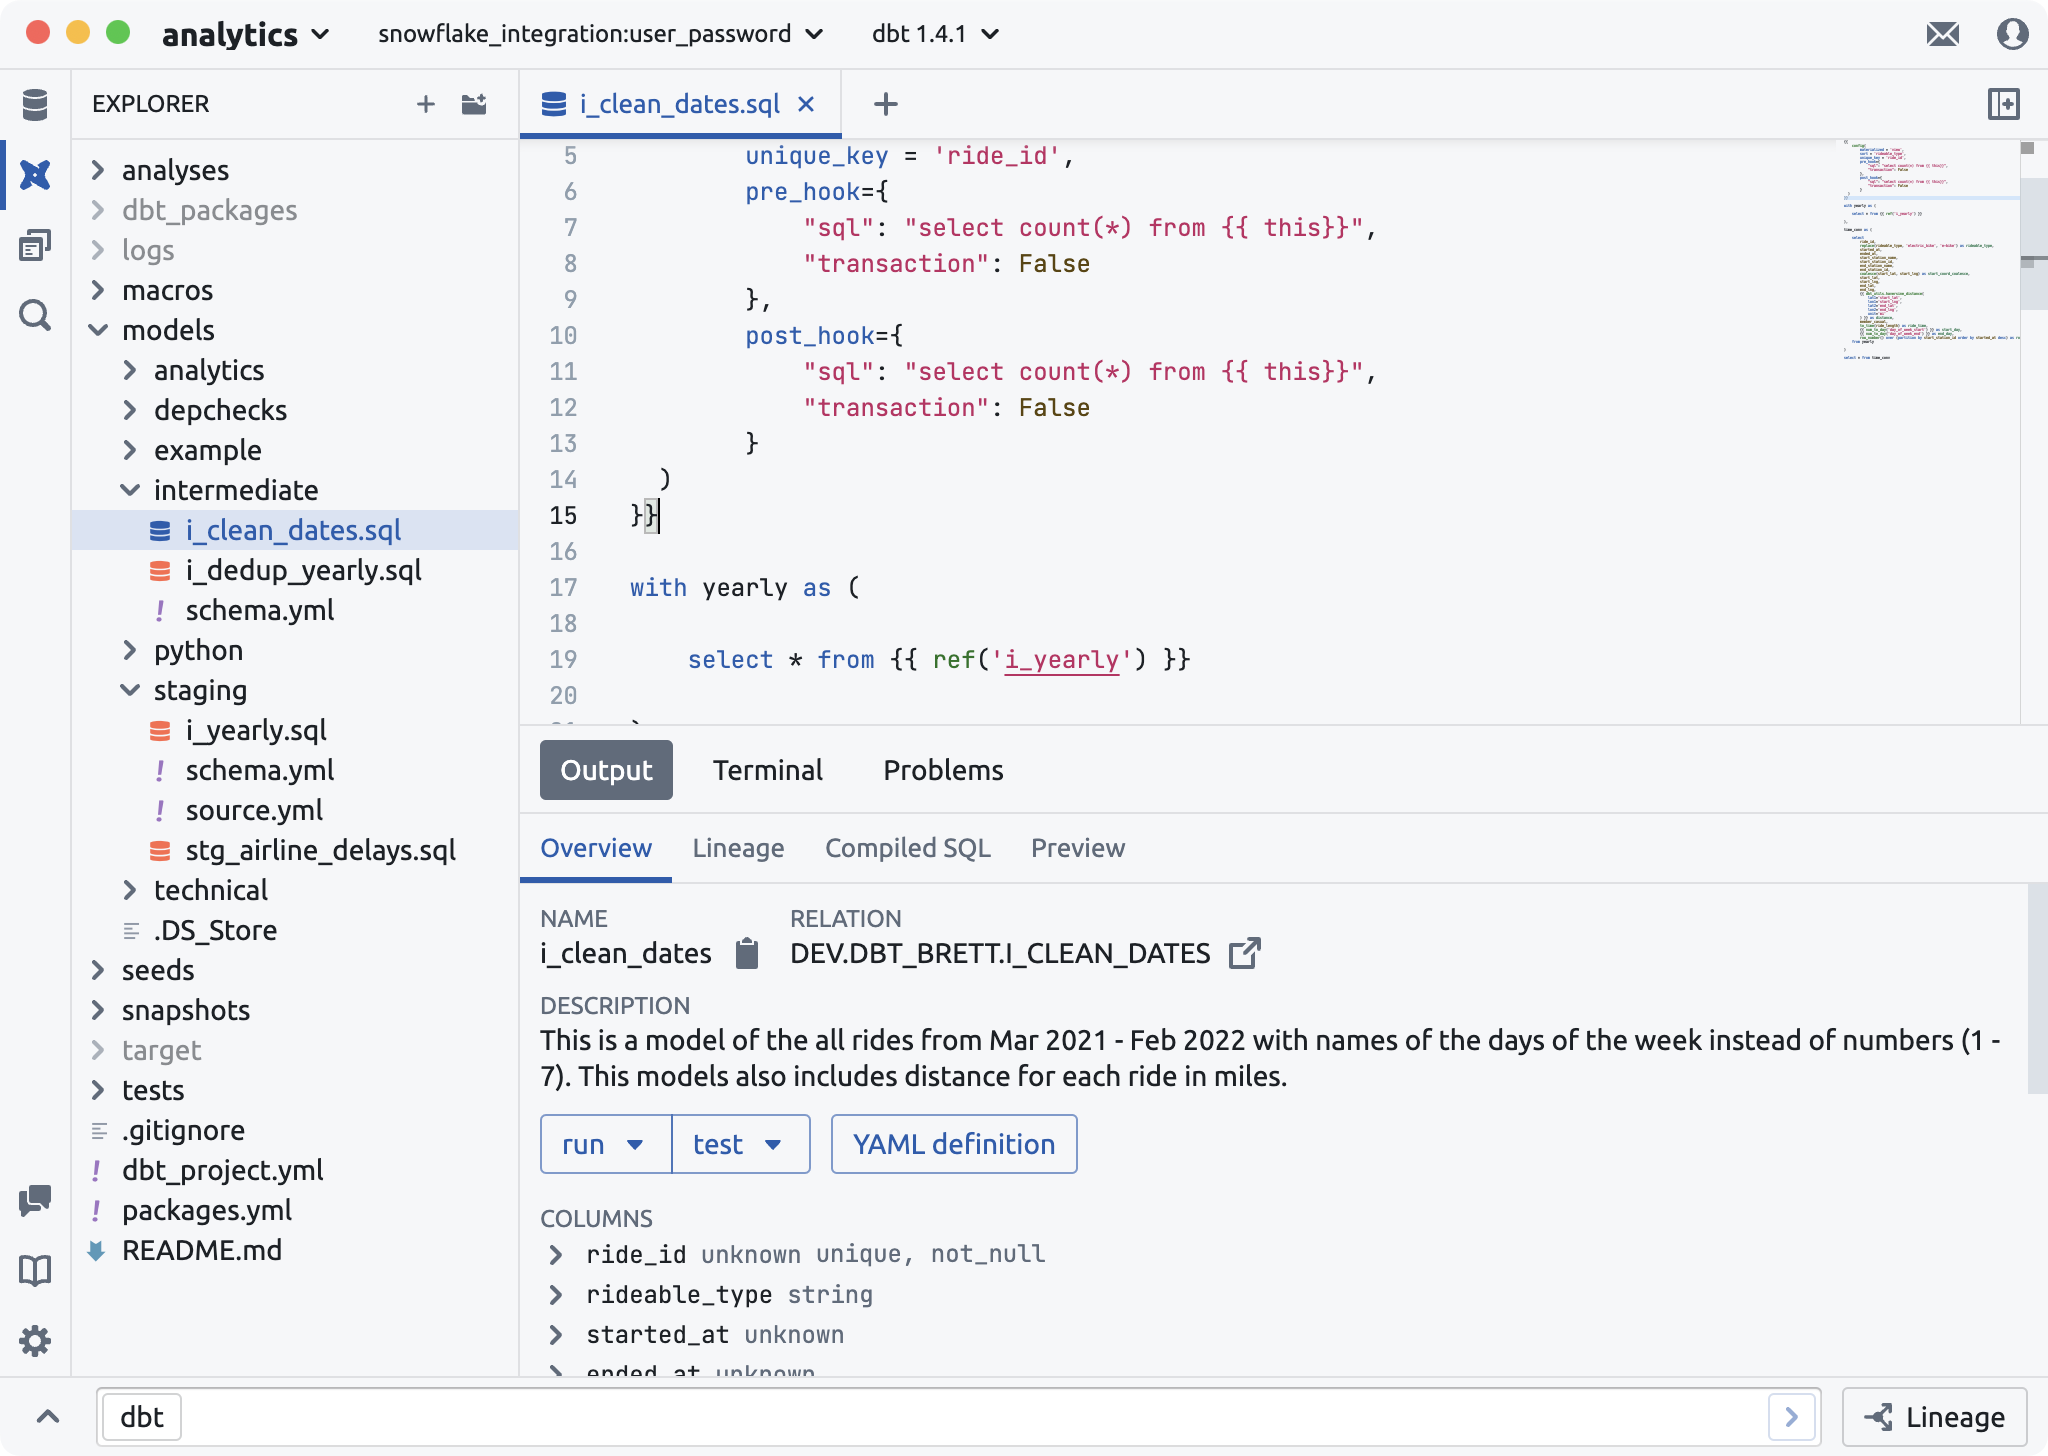 analytics
snowflake_integration:user_password
dbt 1.4.1
EXPLORER
analyses
dbt_packages
logs
macros
models
analytics
depchecks
example
intermediate
i_clean_dates.sql
i_dedup_yearly.sql
! schema.yml
python
staging
i_yearly.sql
! schema.yml
! source.yml
stg_airline_delays.sql
technical
.DS_Store
seeds
snapshots
target
tests
.gitignore
! dbt_project.yml
! packages.yml
README.md
i_clean_dates.sql
5 unique_key = 'ride_id',
6 pre_hook={
7 "sql": "select count(*) from {{ this}}",
8 "transaction": False
9 },
10 post_hook={
11 "sql": "select count(*) from {{ this}}",
12 "transaction": False
13 }
14 )
15 }}
16
17 with yearly as (
18
19 select * from {{ ref('i_yearly') }}
20
Output
Terminal
Problems
Overview
Lineage
Compiled SQL
Preview
NAME
i_clean_dates
RELATION
DEV.DBT_BRETT.I_CLEAN_DATES
DESCRIPTION
This is a model of the all rides from Mar 2021 - Feb 2022 with names of the days of the week instead of numbers (1 -
7). This models also includes distance for each ride in miles.
run
test
YAML definition
COLUMNS
ride_id unknown unique, not_null
rideable_type string
started_at unknown
ended_at unknown
dbt
Lineage